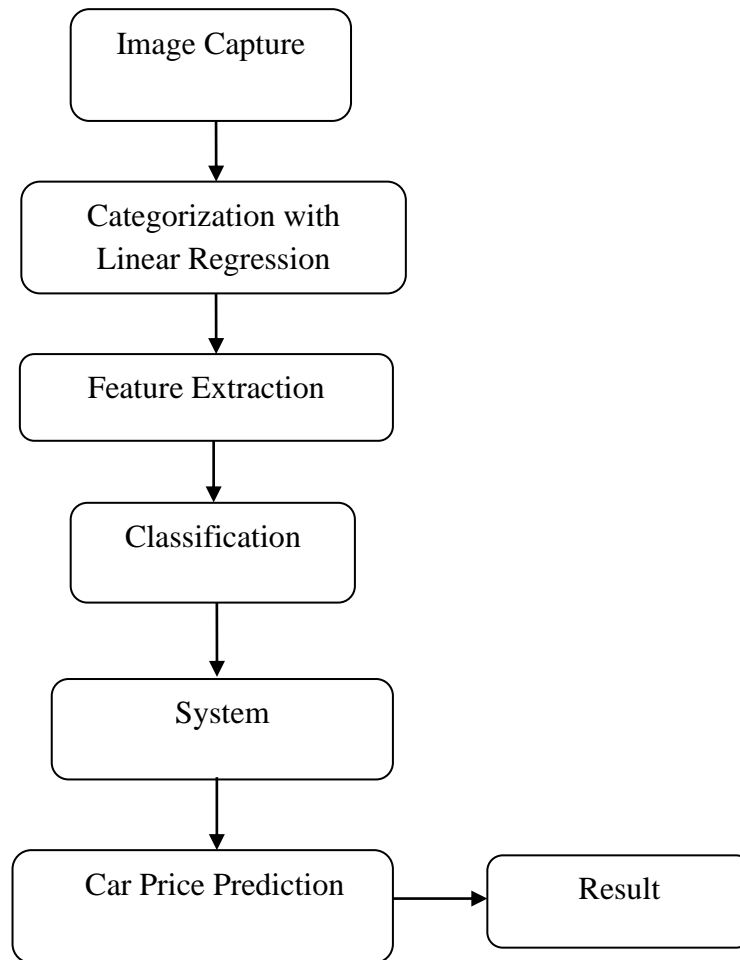 Image Capture
Categorization with
Linear Regression
Feature Extraction
Classification
System
Car Price Prediction
Result